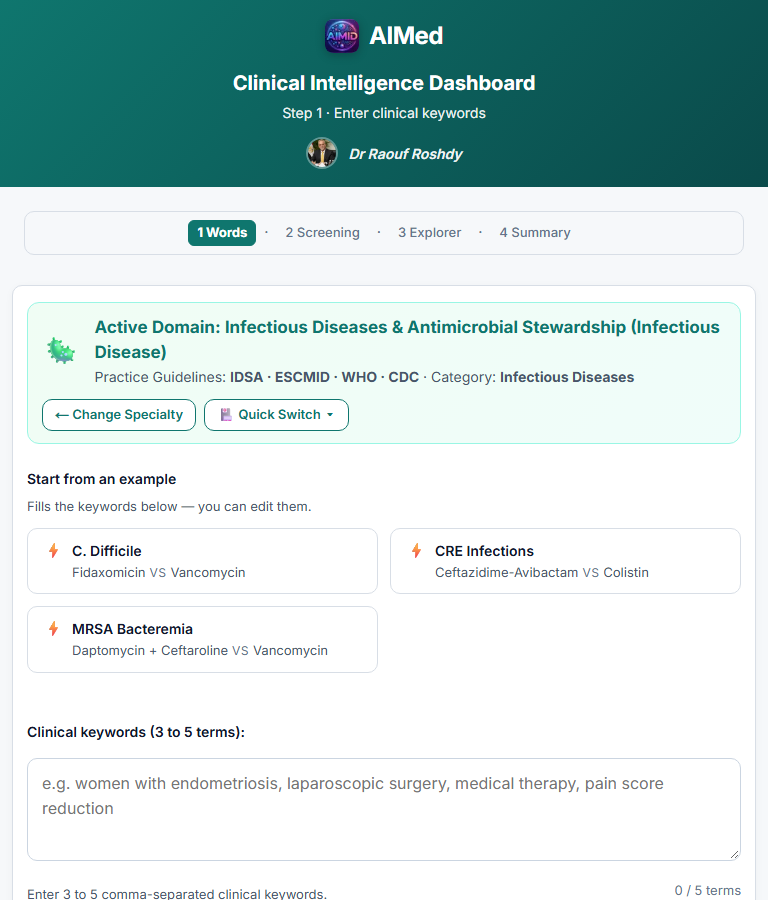 AIMID
AIMed
Clinical Intelligence Dashboard
Step 1 · Enter clinical keywords
Dr Raouf Roshdy
1 Words · 2 Screening · 3 Explorer · 4 Summary
Active Domain: Infectious Diseases & Antimicrobial Stewardship (Infectious
Disease)
Practice Guidelines: IDSA · ESCMID · WHO · CDC · Category: Infectious Diseases
← Change Specialty
Quick Switch
Start from an example
Fills the keywords below — you can edit them.
C. Difficile
Fidaxomicin VS Vancomycin
CRE Infections
Ceftazidime-Avibactam VS Colistin
MRSA Bacteremia
Daptomycin + Ceftaroline VS Vancomycin
Clinical keywords (3 to 5 terms):
e.g. women with endometriosis, laparoscopic surgery, medical therapy, pain score
reduction
Enter 3 to 5 comma-separated clinical keywords.
0 / 5 terms